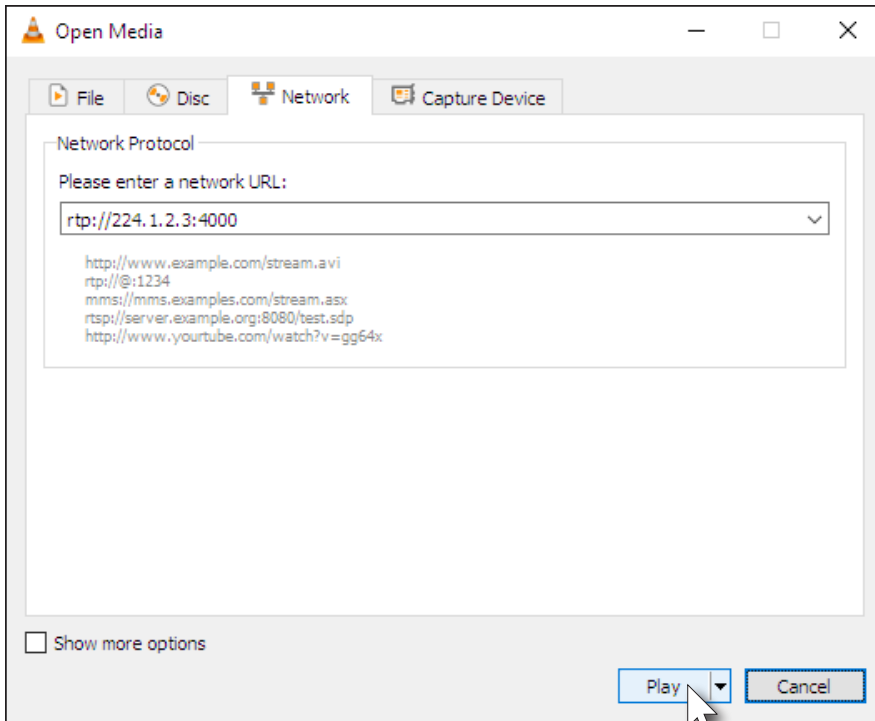 Open Media
File
Disc
Network
Capture Device
Network Protocol
Please enter a network URL:
rtp://224.1.2.3:4000
http://www.example.com/stream.avi
rtp://@:1234
mms://mms.examples.com/stream.asx
rtsp://server.example.org:8080/test.sdp
http://www.yourtube.com/watch?v=gg64x
Show more options
Play
Cancel